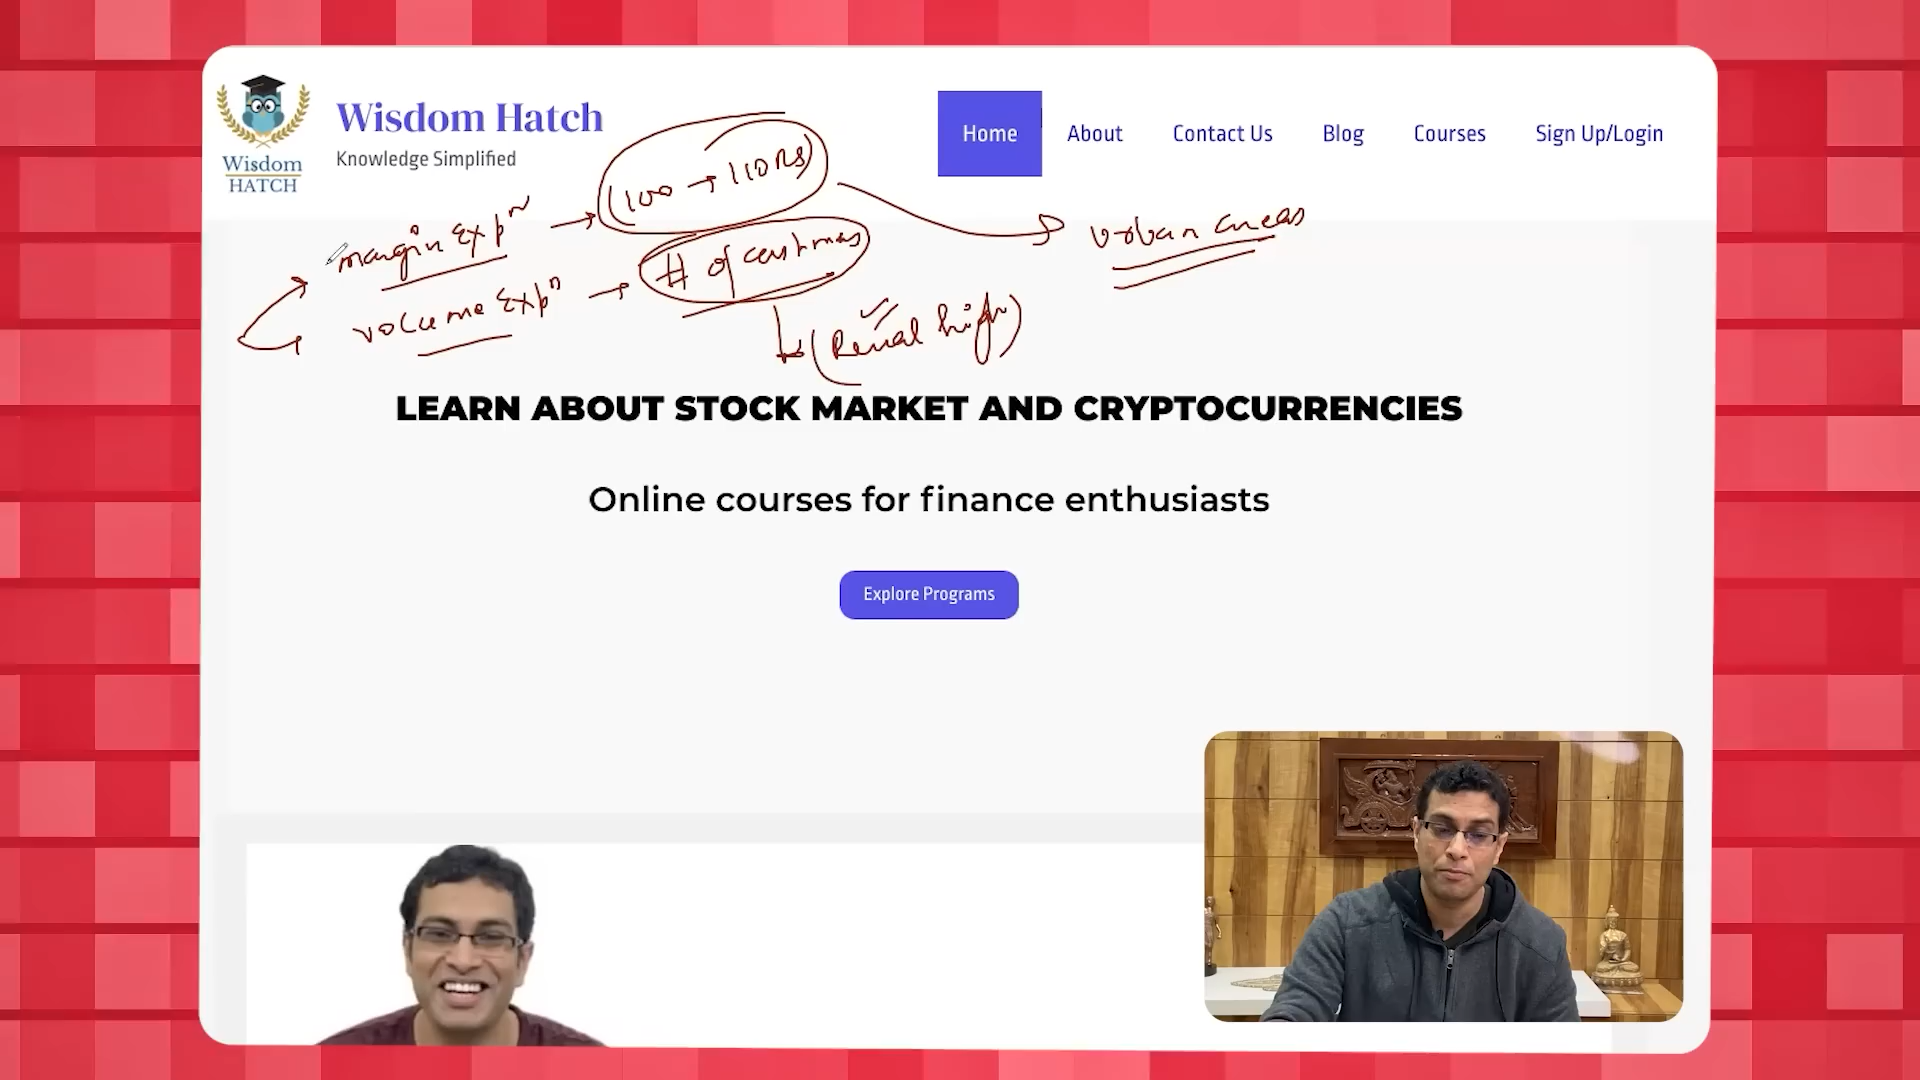 Wisdom
HATCH
Wisdom Hatch
Knowledge Simplified
Home
About
Contact Us
Blog
Courses
Sign Up/Login
margin Expⁿ → (100 → 110Rs)
urban areas
volume Expⁿ → # of customers
high)
LEARN ABOUT STOCK MARKET AND CRYPTOCURRENCIES
Online courses for finance enthusiasts
Explore Programs